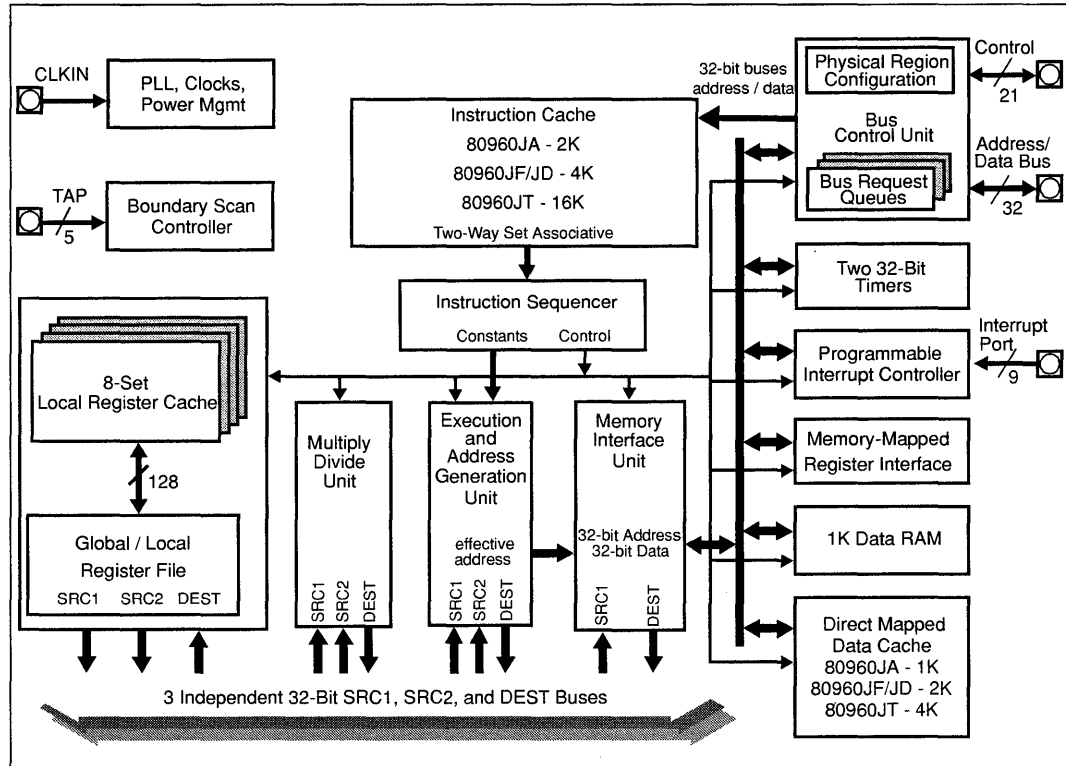 CLKIN
PLL, Clocks,
Power Mgmt
TAP
5
Boundary Scan
Controller
8-Set
Local Register Cache
128
Global / Local
Register File
SRC1 SRC2 DEST
Instruction Cache
80960JA - 2K
80960JF/JD - 4K
80960JT - 16K
Two-Way Set Associative
Instruction Sequencer
Constants Control
Multiply
Divide
Unit
SRC1
SRC2
DEST
Execution
and
Address
Generation
Unit
effective
address
SRC1
SRC2
DEST
Memory
Interface
Unit
32-bit Address
32-bit Data
SRC1
DEST
3 Independent 32-Bit SRC1, SRC2, and DEST Buses
32-bit buses
address / data
Physical Region
Configuration
Bus
Control Unit
Bus Request
Queues
Control
21
Address/
Data Bus
32
Two 32-Bit
Timers
Programmable
Interrupt Controller
Interrupt
Port
9
Memory-Mapped
Register Interface
1K Data RAM
Direct Mapped
Data Cache
80960JA - 1K
80960JF/JD - 2K
80960JT - 4K